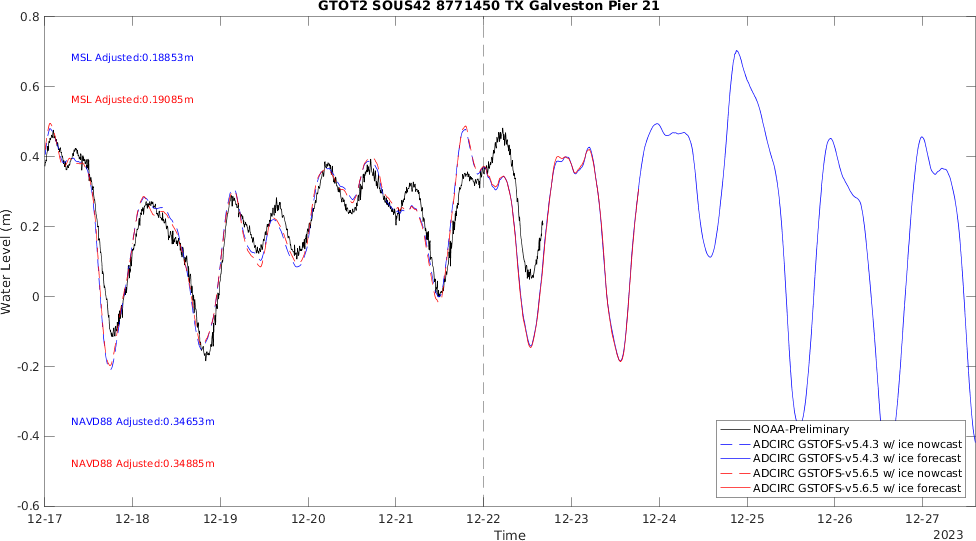 GTOT2 SOUS42 8771450 TX Galveston Pier 21
0.8
0.6
0.4
0.2
0
-0.2
-0.4
-0.6
Water Level (m)
MSL Adjusted:0.18853m
MSL Adjusted:0.19085m
NAVD88 Adjusted:0.34653m
NAVD88 Adjusted:0.34885m
NOAA-Preliminary
ADCIRC GSTOFS-v5.4.3 w/ ice nowcast
ADCIRC GSTOFS-v5.4.3 w/ ice forecast
ADCIRC GSTOFS-v5.6.5 w/ ice nowcast
ADCIRC GSTOFS-v5.6.5 w/ ice forecast
12-17 12-18 12-19 12-20 12-21 12-22 12-23 12-24 12-25 12-26 12-27
Time
2023